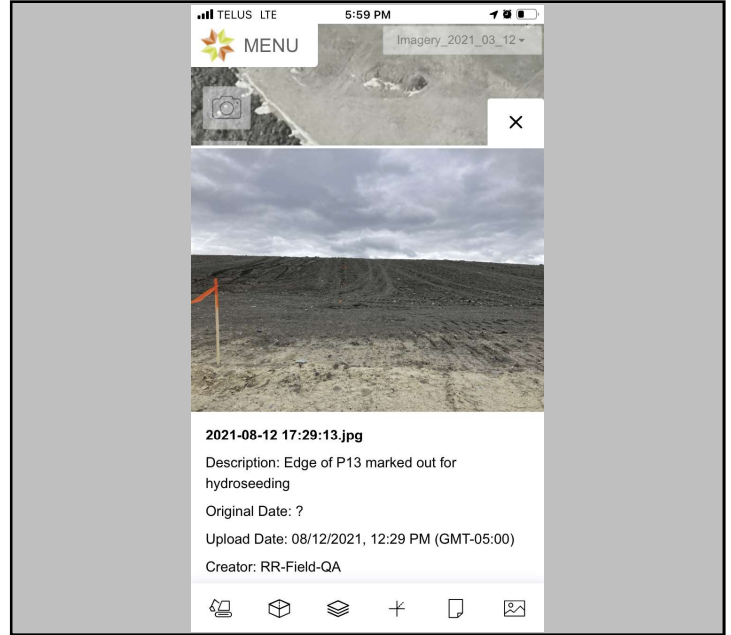 TELUS LTE 5:59 PM
MENU
Imagery_2021_03_12
2021-08-12 17:29:13.jpg
Description: Edge of P13 marked out for
hydroseeding
Original Date: ?
Upload Date: 08/12/2021, 12:29 PM (GMT-05:00)
Creator: RR-Field-QA